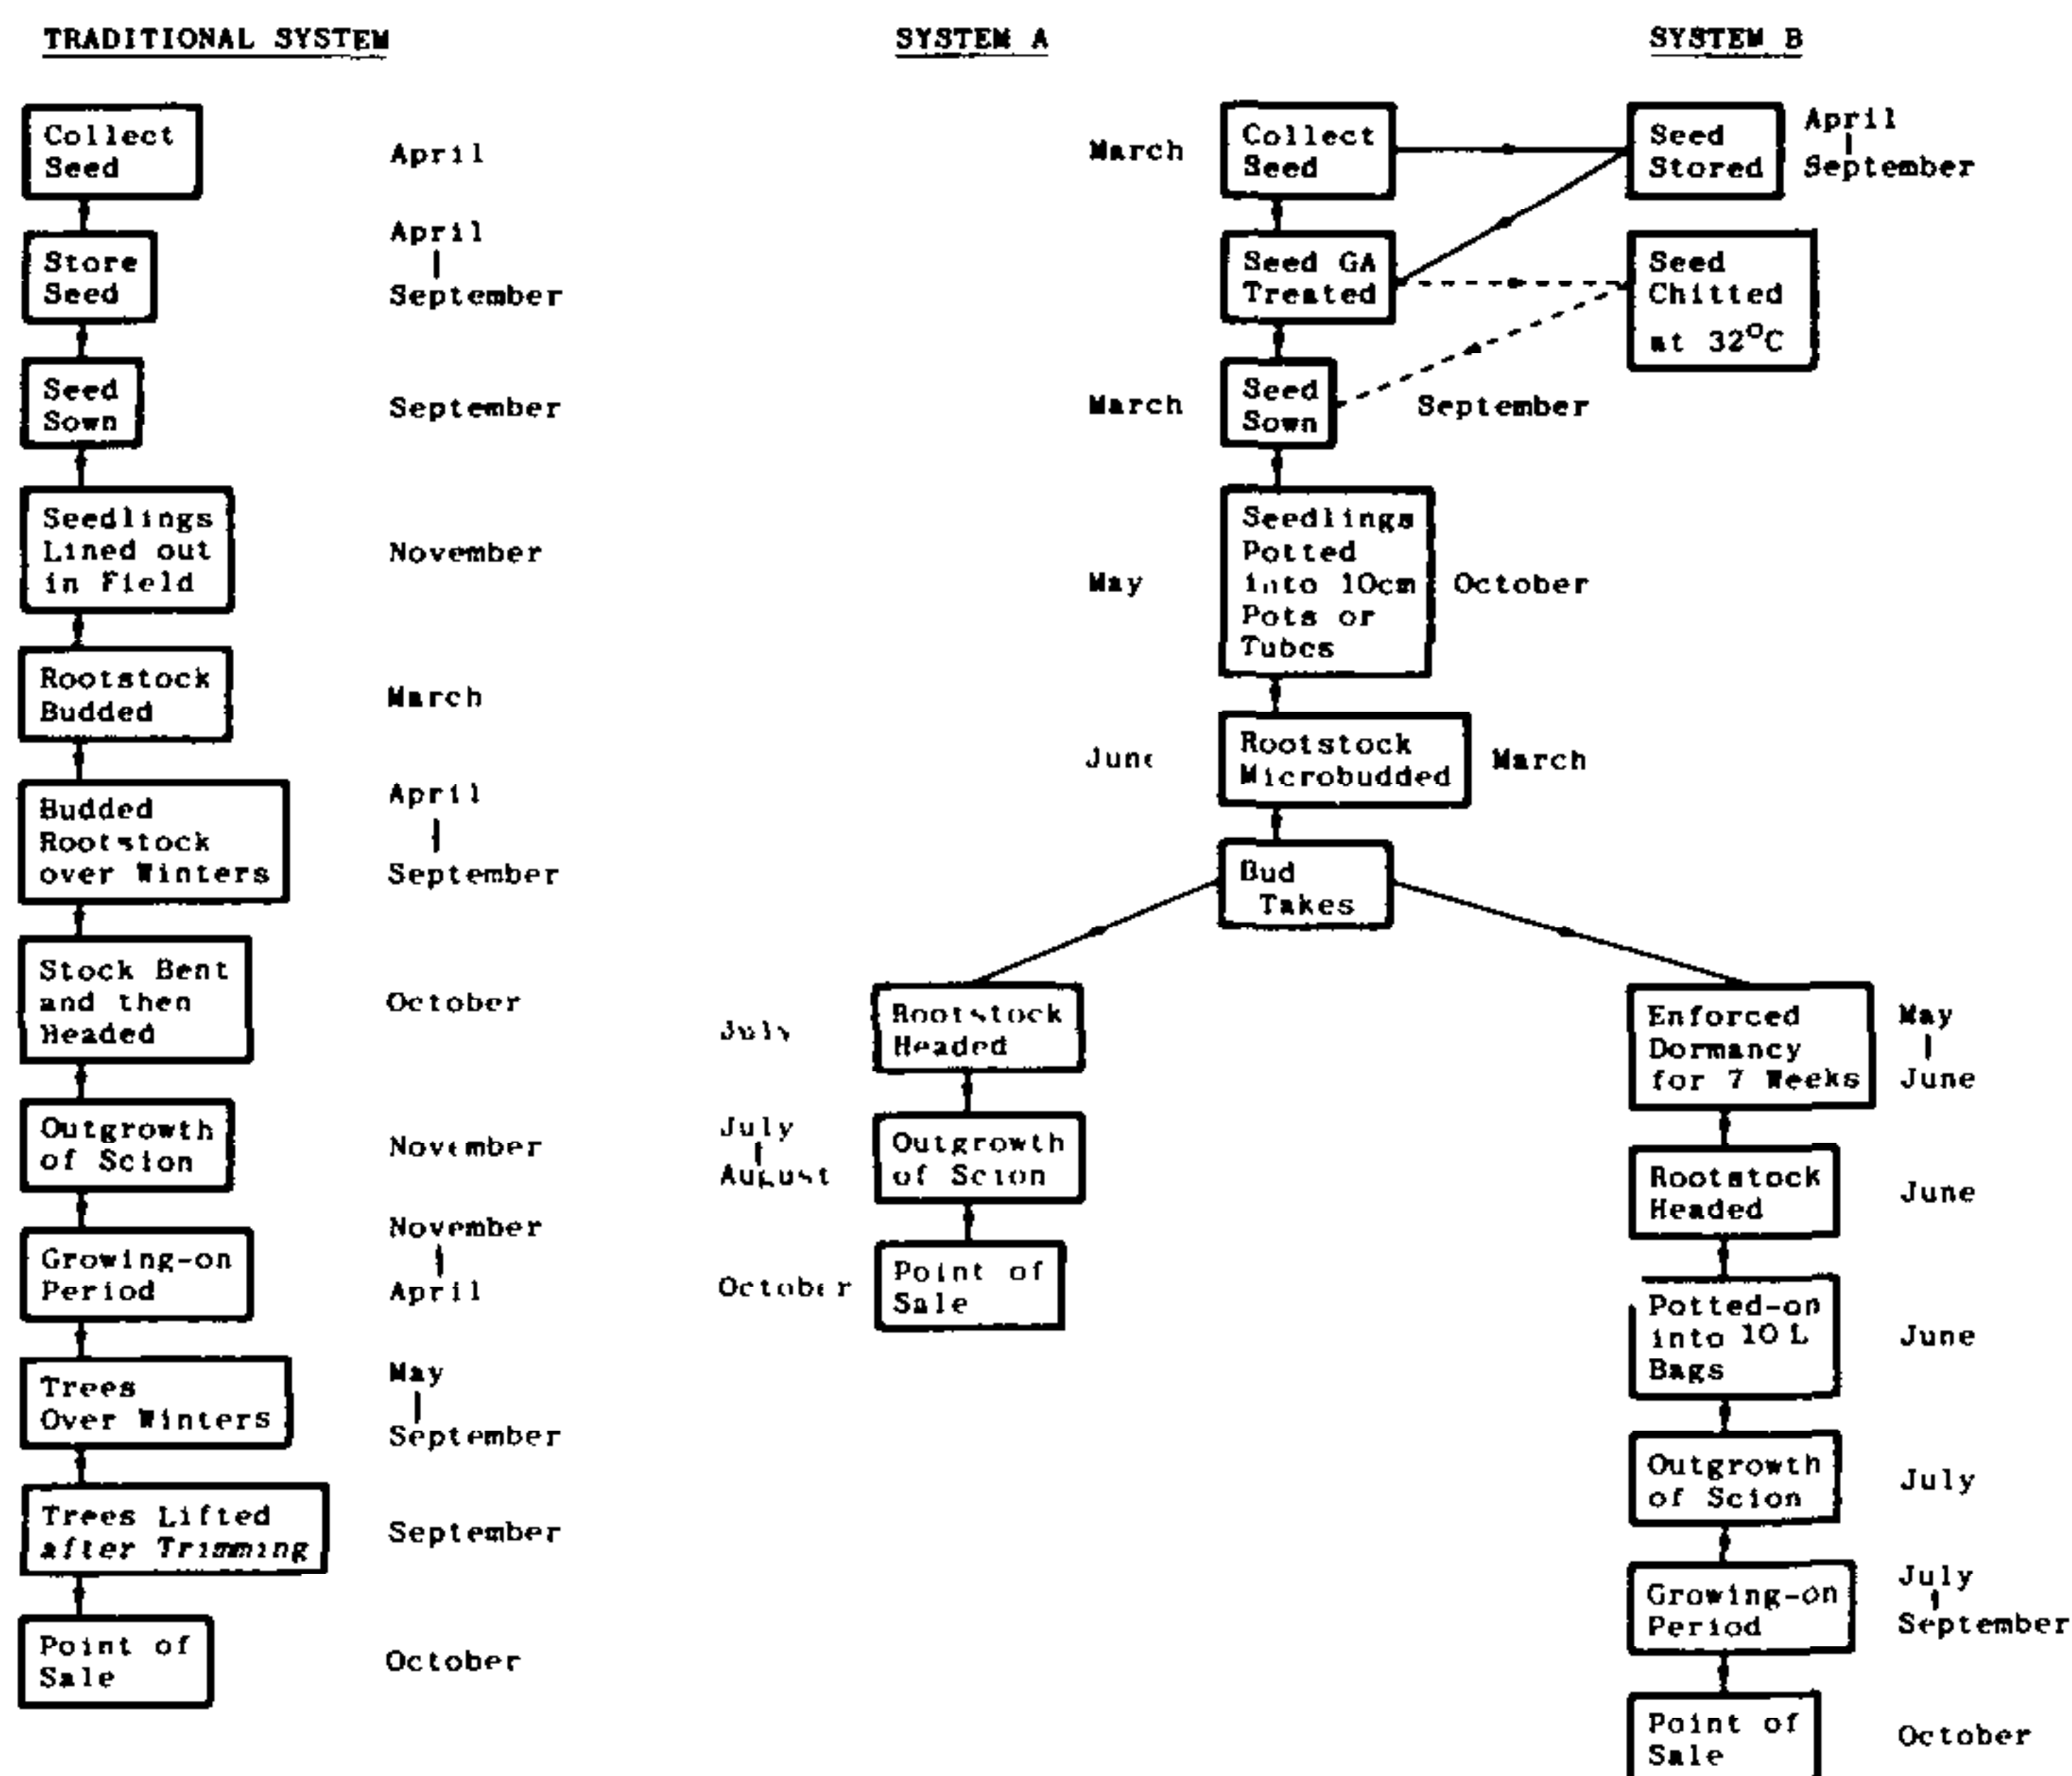 TRADITIONAL SYSTEM
Collect
Seed
April
Store
Seed
April
September
Seed
Sown
September
Seedlings
Lined out
in Field
November
Rootstock
Budded
March
Budded
Rootstock
over Winters
April
September
Stock Bent
and then
Headed
October
Outgrowth
of Scion
November
Growing-on
Period
November
April
Trees
Over Winters
May
September
Trees Lifted
after Trimming
September
Point of
Sale
October
SYSTEM A
SYSTEM B
March
Collect
Seed
Seed
Stored
April
September
Seed GA
Treated
Seed
Chitted
at 32°C
March
Seed
Sown
September
May
Seedlings
Potted
into 10cm
Pots or
Tubes
October
June
Rootstock
Microbudded
March
Bud
Takes
July
Rootstock
Headed
July
August
Outgrowth
of Scion
October
Point of
Sale
Enforced
Dormancy
for 7 Weeks
May
June
Rootstock
Headed
June
Potted-on
into 10 L
Bags
June
Outgrowth
of Scion
July
Growing-on
Period
July
September
Point of
Sale
October